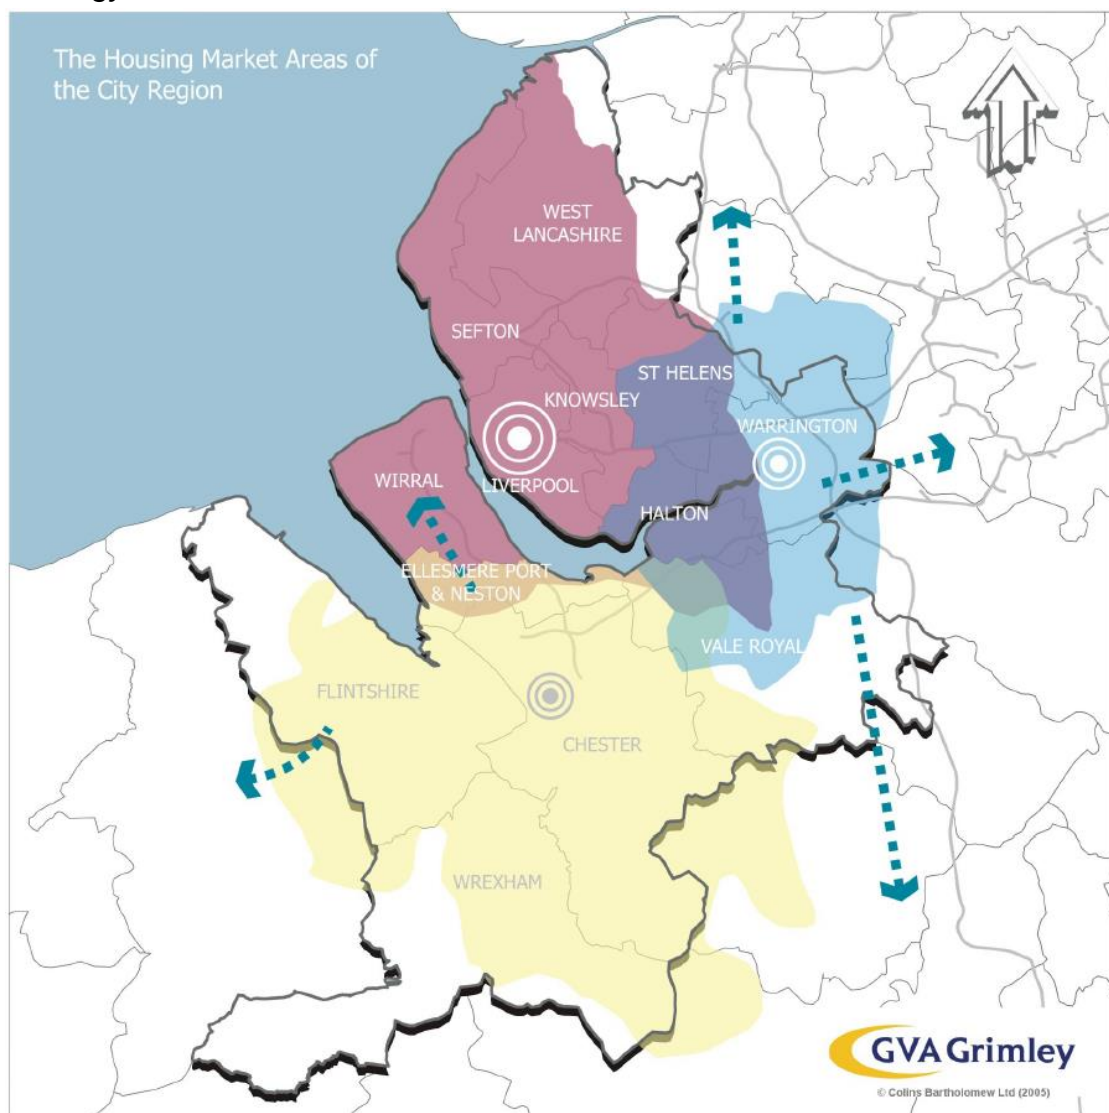 The Housing Market Areas of
the City Region
WEST
LANCASHIRE
SEFTON
ST HELENS
KNOWSLEY
WARRINGTON
WIRRAL
LIVERPOOL
HALTON
ELLESMERE PORT
& NESTON
VALE ROYAL
FLINTSHIRE
CHESTER
WREXHAM
GVA Grimley
© Colins Bartholomew Ltd (2005)